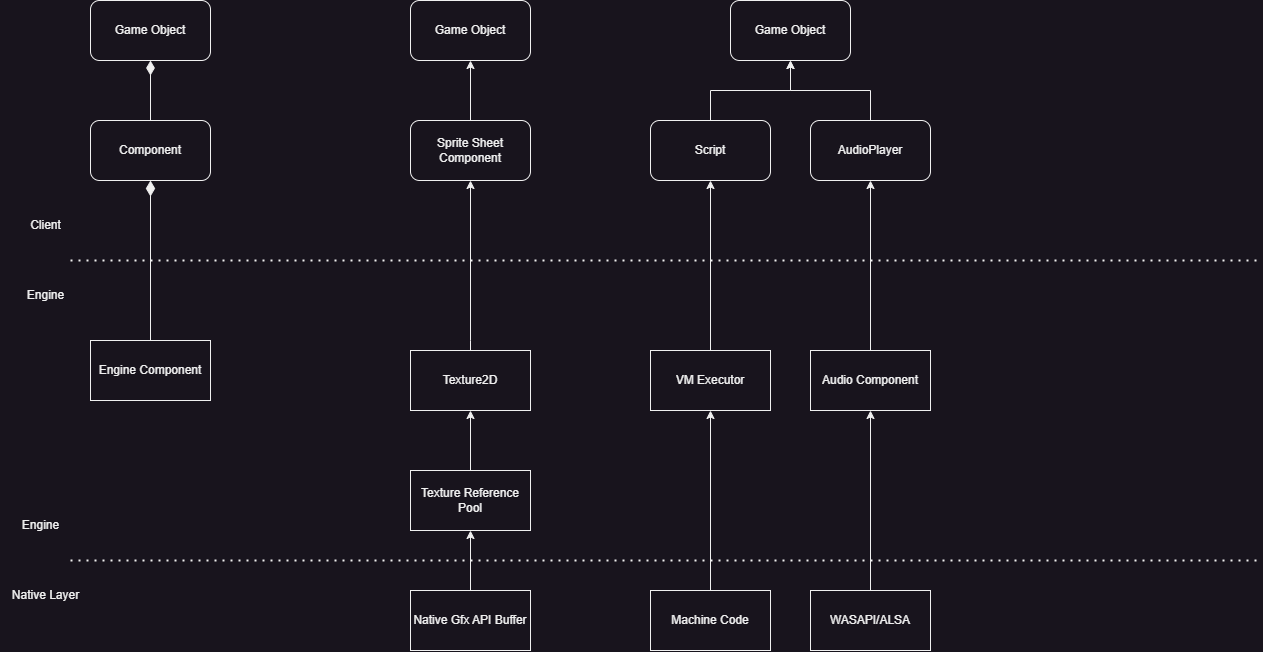 Game Object
Game Object
Game Object
Component
Sprite Sheet
Component
Script
AudioPlayer
Client
Engine
Engine Component
Texture2D
VM Executor
Audio Component
Texture Reference
Pool
Engine
Native Layer
Native Gfx API Buffer
Machine Code
WASAPI/ALSA